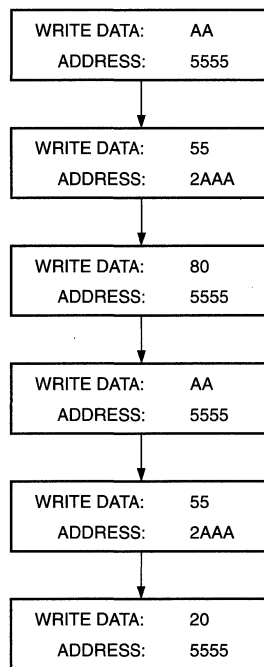 WRITE DATA: AA
ADDRESS: 5555
WRITE DATA: 55
ADDRESS: 2AAA
WRITE DATA: 80
ADDRESS: 5555
WRITE DATA: AA
ADDRESS: 5555
WRITE DATA: 55
ADDRESS: 2AAA
WRITE DATA: 20
ADDRESS: 5555